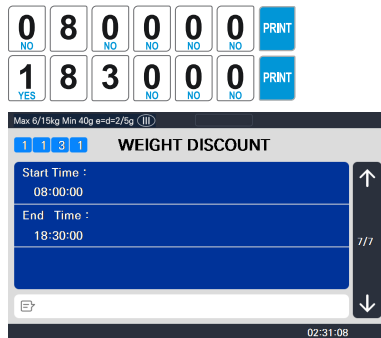 0 8 0 0 0 0 PRINT
NO NO NO NO NO
1 8 3 0 0 0 PRINT
YES NO NO NO
Max 6/15kg Min 40g e=d=2/5g III
1 1 3 1 WEIGHT DISCOUNT
Start Time :
08:00:00
End Time :
18:30:00
7/7
02:31:08